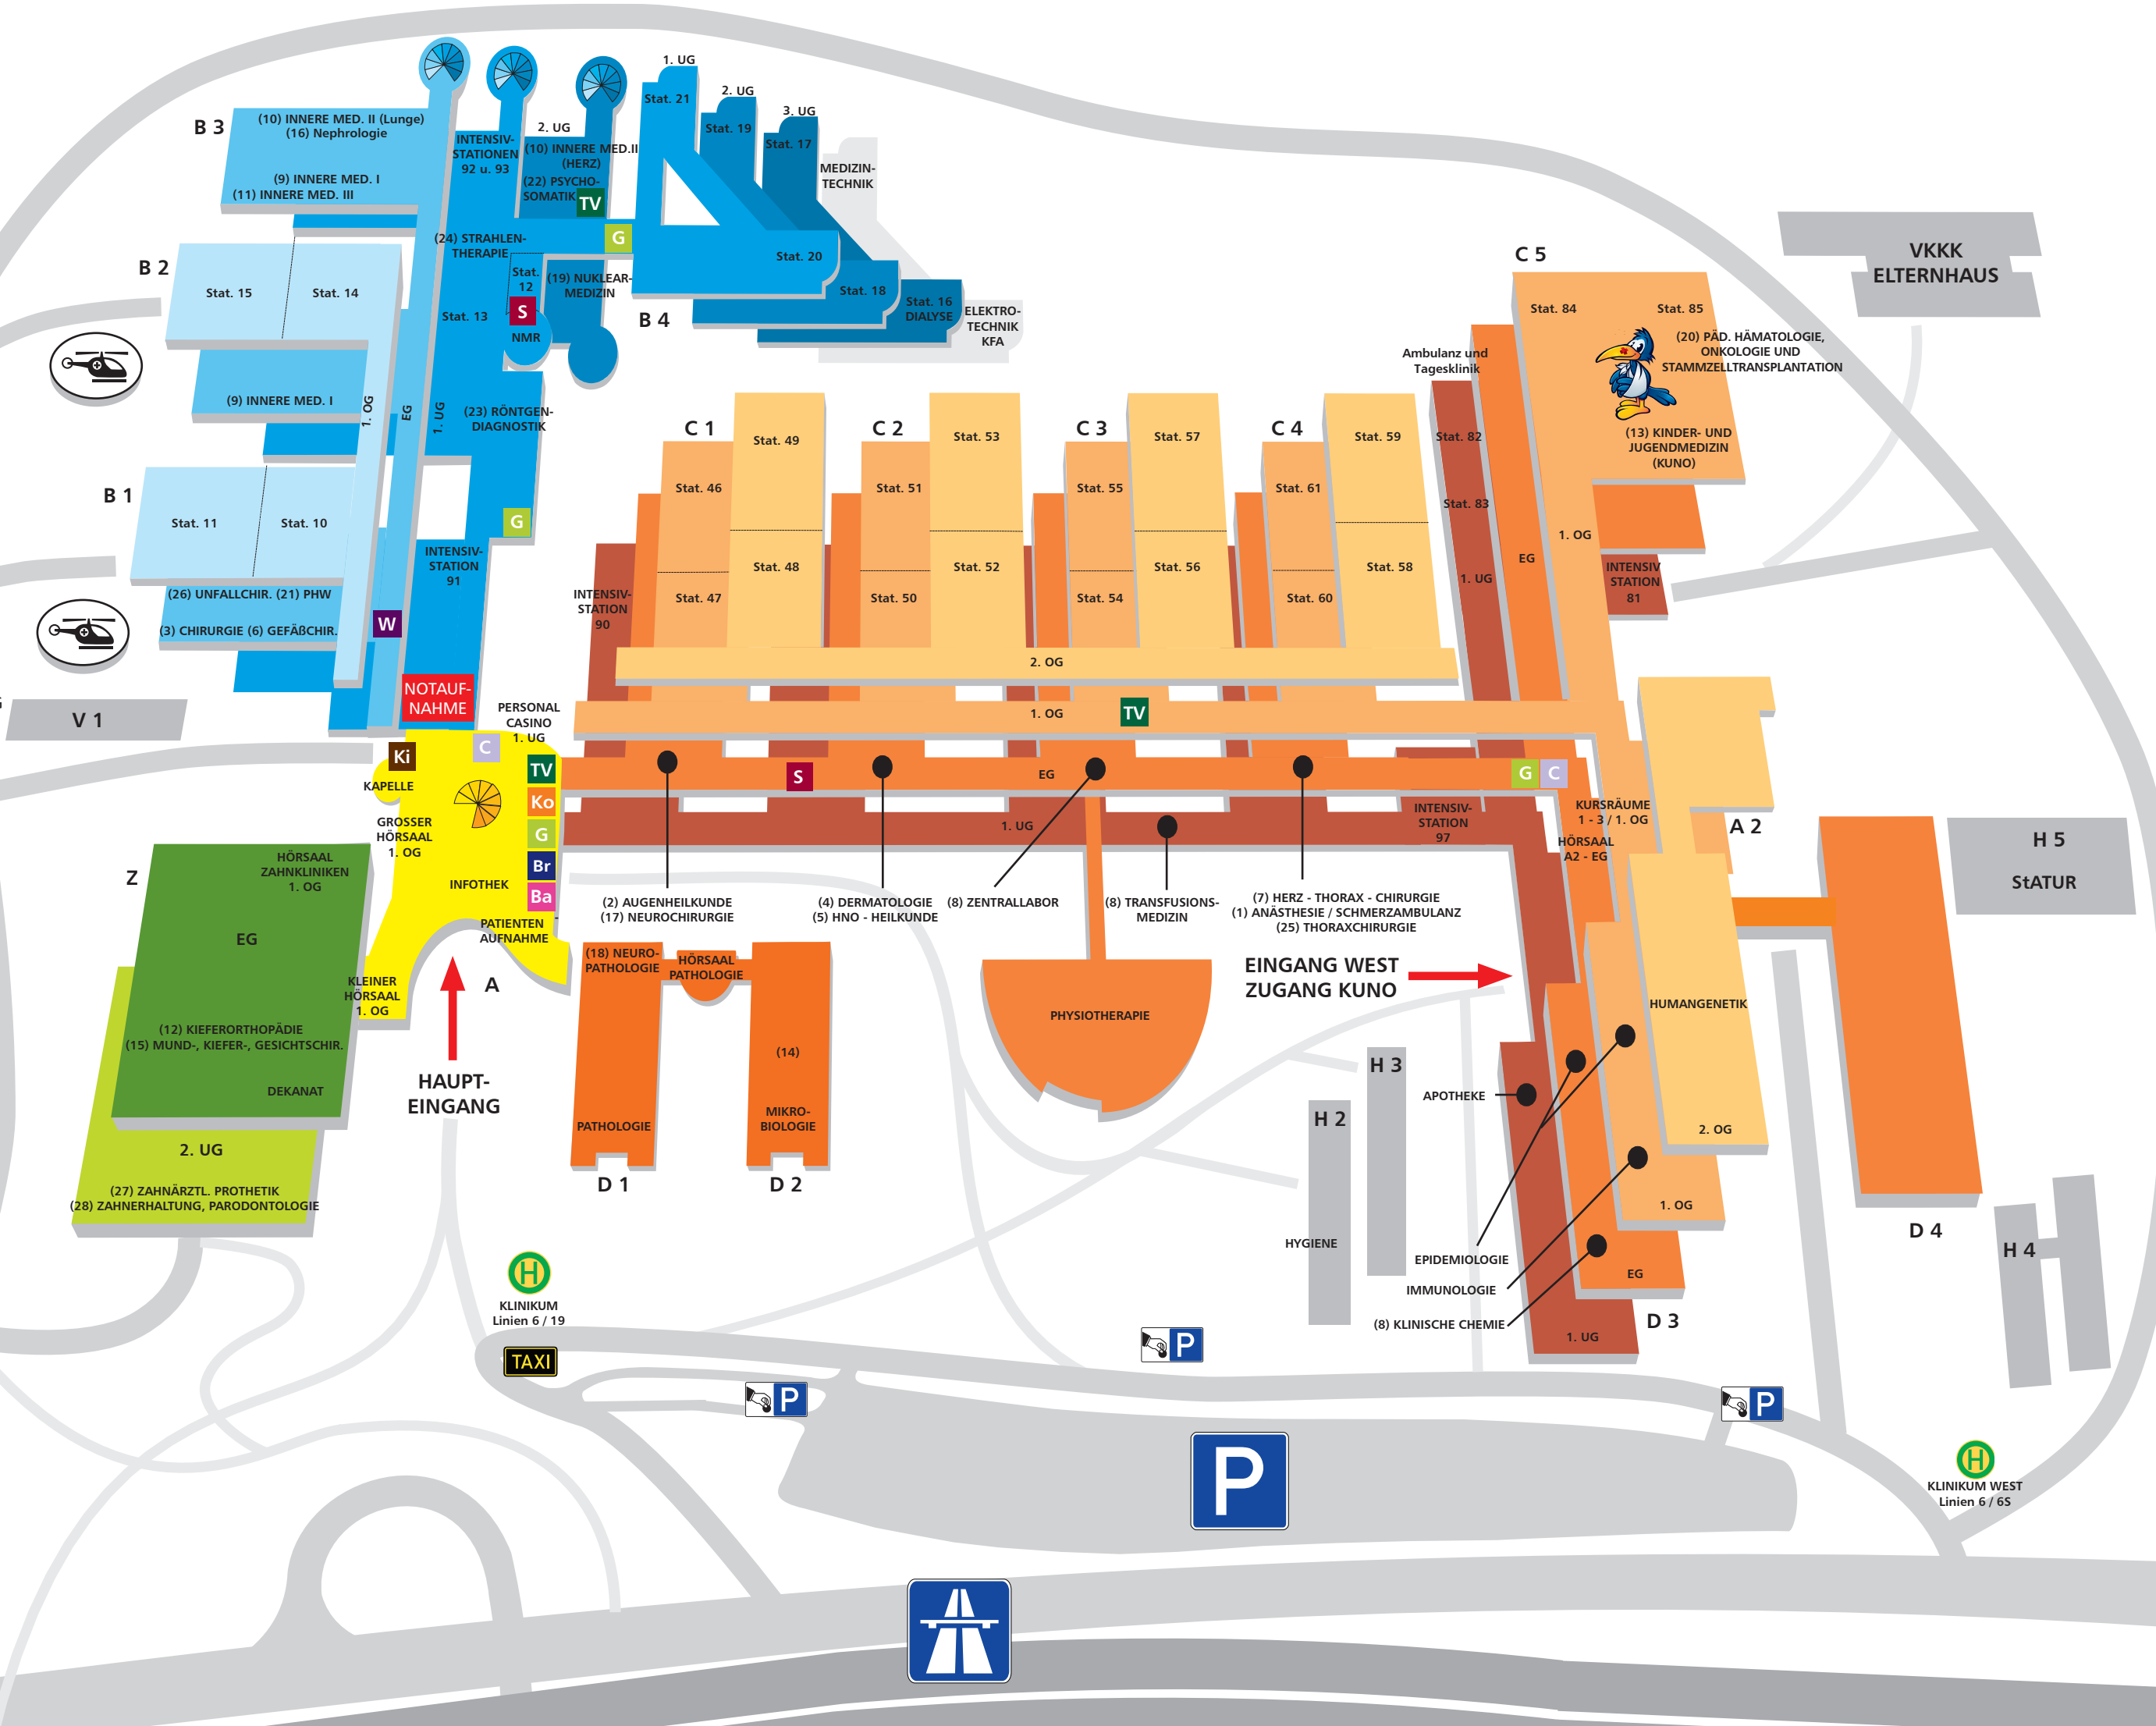 B 3
(10) INNERE MED. II (Lunge)
(16) Nephrologie
(9) INNERE MED. I
(11) INNERE MED. III
INTENSIV-
STATIONEN
92 u. 93
2. UG
(10) INNERE MED.II
(HERZ)
(22) PSYCHO-
SOMATIK
TV
G
1. UG
Stat. 21
2. UG
Stat. 19
3. UG
Stat. 17
MEDIZIN-
TECHNIK
(24) STRAHLEN-
THERAPIE
Stat.
12
S
NMR
(19) NUKLEAR-
MEDIZIN
Stat. 20
Stat. 18
Stat. 16
DIALYSE
ELEKTRO-
TECHNIK
KFA
B 4
B 2
Stat. 15
Stat. 14
Stat. 13
(9) INNERE MED. I
1. OG
EG
1. UG
(23) RÖNTGEN-
DIAGNOSTIK
G
B 1
Stat. 11
Stat. 10
INTENSIV-
STATION
91
(26) UNFALLCHIR. (21) PHW
(3) CHIRURGIE (6) GEFÄßCHIR.
W
NOTAUF-
NAHME
V 1
C 1
Stat. 49
Stat. 46
Stat. 48
Stat. 47
INTENSIV-
STATION
90
C 2
Stat. 53
Stat. 51
Stat. 52
Stat. 50
C 3
Stat. 57
Stat. 55
Stat. 56
Stat. 54
C 4
Stat. 59
Stat. 61
Stat. 58
Stat. 60
2. OG
1. OG
TV
EG
S
1. UG
C 5
Stat. 84
Stat. 85
(20) PÄD. HÄMATOLOGIE,
ONKOLOGIE UND
STAMMZELLTRANSPLANTATION
(13) KINDER- UND
JUGENDMEDIZIN
(KUNO)
Ambulanz und
Tagesklinik
Stat. 82
Stat. 83
1. UG
EG
1. OG
INTENSIV
STATION
81
VKKK
ELTERNHAUS
PERSONAL
CASINO
1. UG
C
Ki
KAPELLE
TV
Ko
G
Br
Ba
GROSSER
HÖRSAAL
1. OG
INFOTHEK
PATIENTEN
AUFNAHME
KLEINER
HÖRSAAL
1. OG
A
HAUPT-
EINGANG
Z
HÖRSAAL
ZAHNKLINIKEN
1. OG
EG
(12) KIEFERORTHOPÄDIE
(15) MUND-, KIEFER-, GESICHTSCHIR.
DEKANAT
2. UG
(27) ZAHNÄRZTL. PROTHETIK
(28) ZAHNERHALTUNG, PARODONTOLOGIE
(2) AUGENHEILKUNDE
(17) NEUROCHIRURGIE
(4) DERMATOLOGIE
(5) HNO - HEILKUNDE
(8) ZENTRALLABOR
(8) TRANSFUSIONS-
MEDIZIN
(7) HERZ - THORAX - CHIRURGIE
(1) ANÄSTHESIE / SCHMERZAMBULANZ
(25) THORAXCHIRURGIE
INTENSIV-
STATION
97
G
C
KURSRÄUME
1 - 3 / 1. OG
HÖRSAAL
A2 - EG
A 2
H 5
StATUR
(18) NEURO-
PATHOLOGIE
HÖRSAAL
PATHOLOGIE
PATHOLOGIE
D 1
(14)
MIKRO-
BIOLOGIE
D 2
PHYSIOTHERAPIE
EINGANG WEST
ZUGANG KUNO
HUMANGENETIK
2. OG
1. OG
EG
1. UG
D 3
D 4
H 3
H 2
HYGIENE
APOTHEKE
EPIDEMIOLOGIE
IMMUNOLOGIE
(8) KLINISCHE CHEMIE
H 4
H
KLINIKUM
Linien 6 / 19
TAXI
P
P
P
P
H
KLINIKUM WEST
Linien 6 / 6S